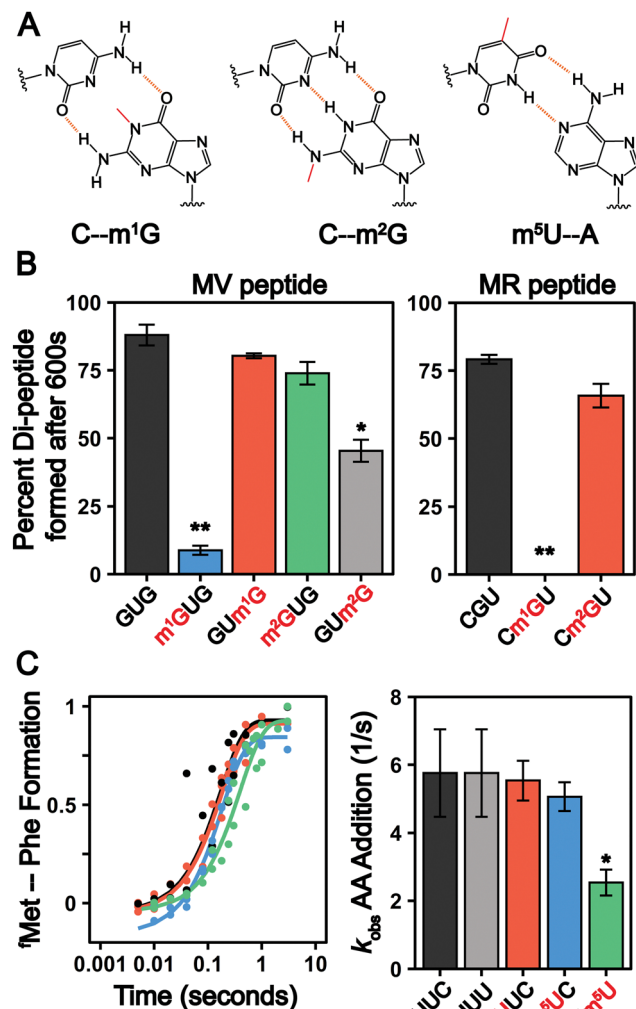 A
H
N
N
N
H
O
O
H
N
N
H
N
N
N
C--m¹G
H
N
N
N
H
O
O
H
H
N
N
N
N
N
C--m²G
O
H
N
N
H
H
O
N
N
N
N
N
m⁵U--A
B
MV peptide
MR peptide
Percent Di-peptide
formed after 600s
100
75
50
25
0
**
*
GUG
m¹GUG
GUm¹G
m²GUG
GUm²G
100
75
50
25
0
**
CGU
Cm¹GU
Cm²GU
C
ᶠMet -- Phe Formation
1
0.5
0
0.001
0.01
0.1
1
10
Time (seconds)
k obs AA Addition (1/s)
8
6
4
2
0
*